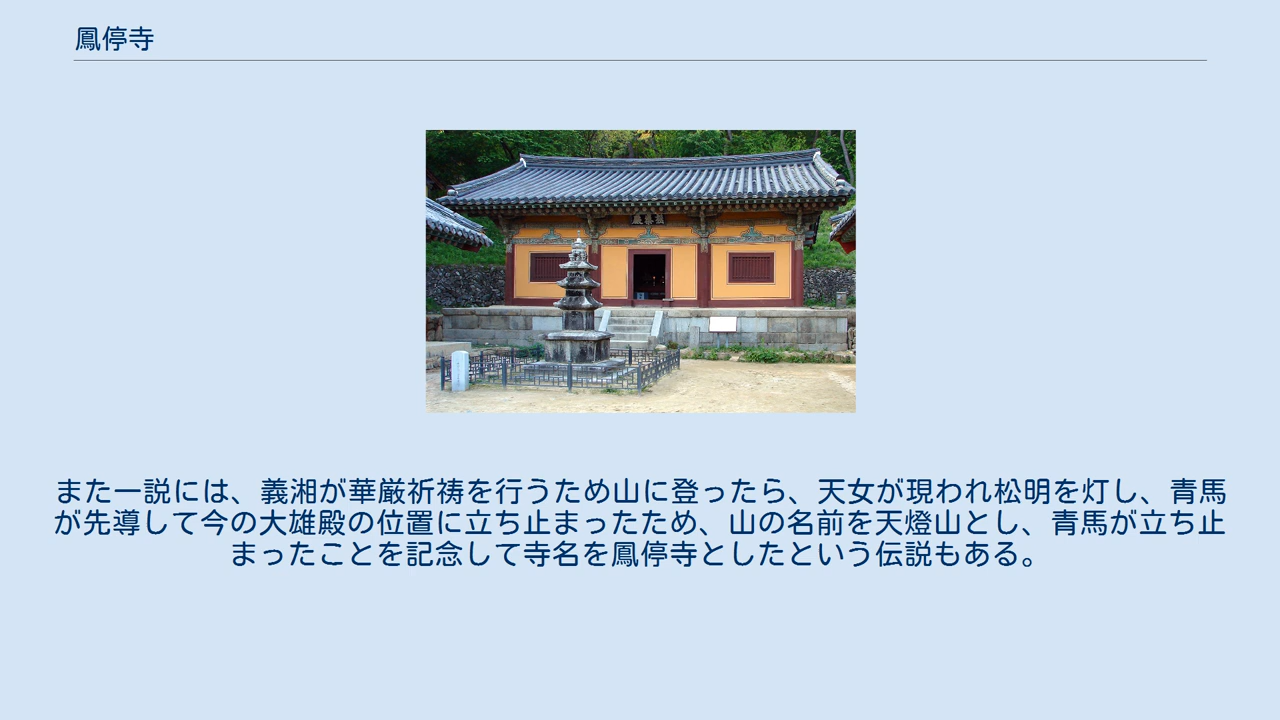 鳳停寺
また一説には、義湘が華厳祈祷を行うため山に登ったら、天女が現われ松明を灯し、青馬
が先導して今の大雄殿の位置に立ち止まったため、山の名前を天燈山とし、青馬が立ち止
まったことを記念して寺名を鳳停寺としたという伝説もある。